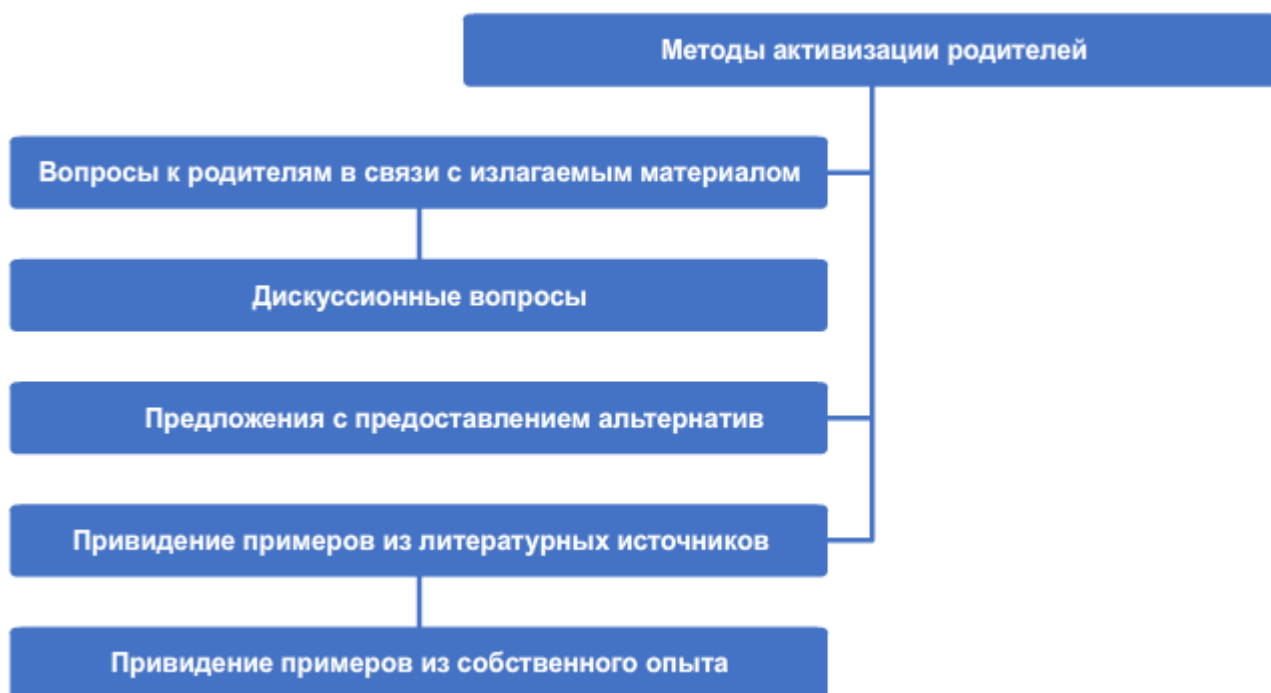 Методы активизации родителей
Вопросы к родителям в связи с излагаемым материалом
Дискуссионные вопросы
Предложения с предоставлением альтернатив
Привидение примеров из литературных источников
Привидение примеров из собственного опыта